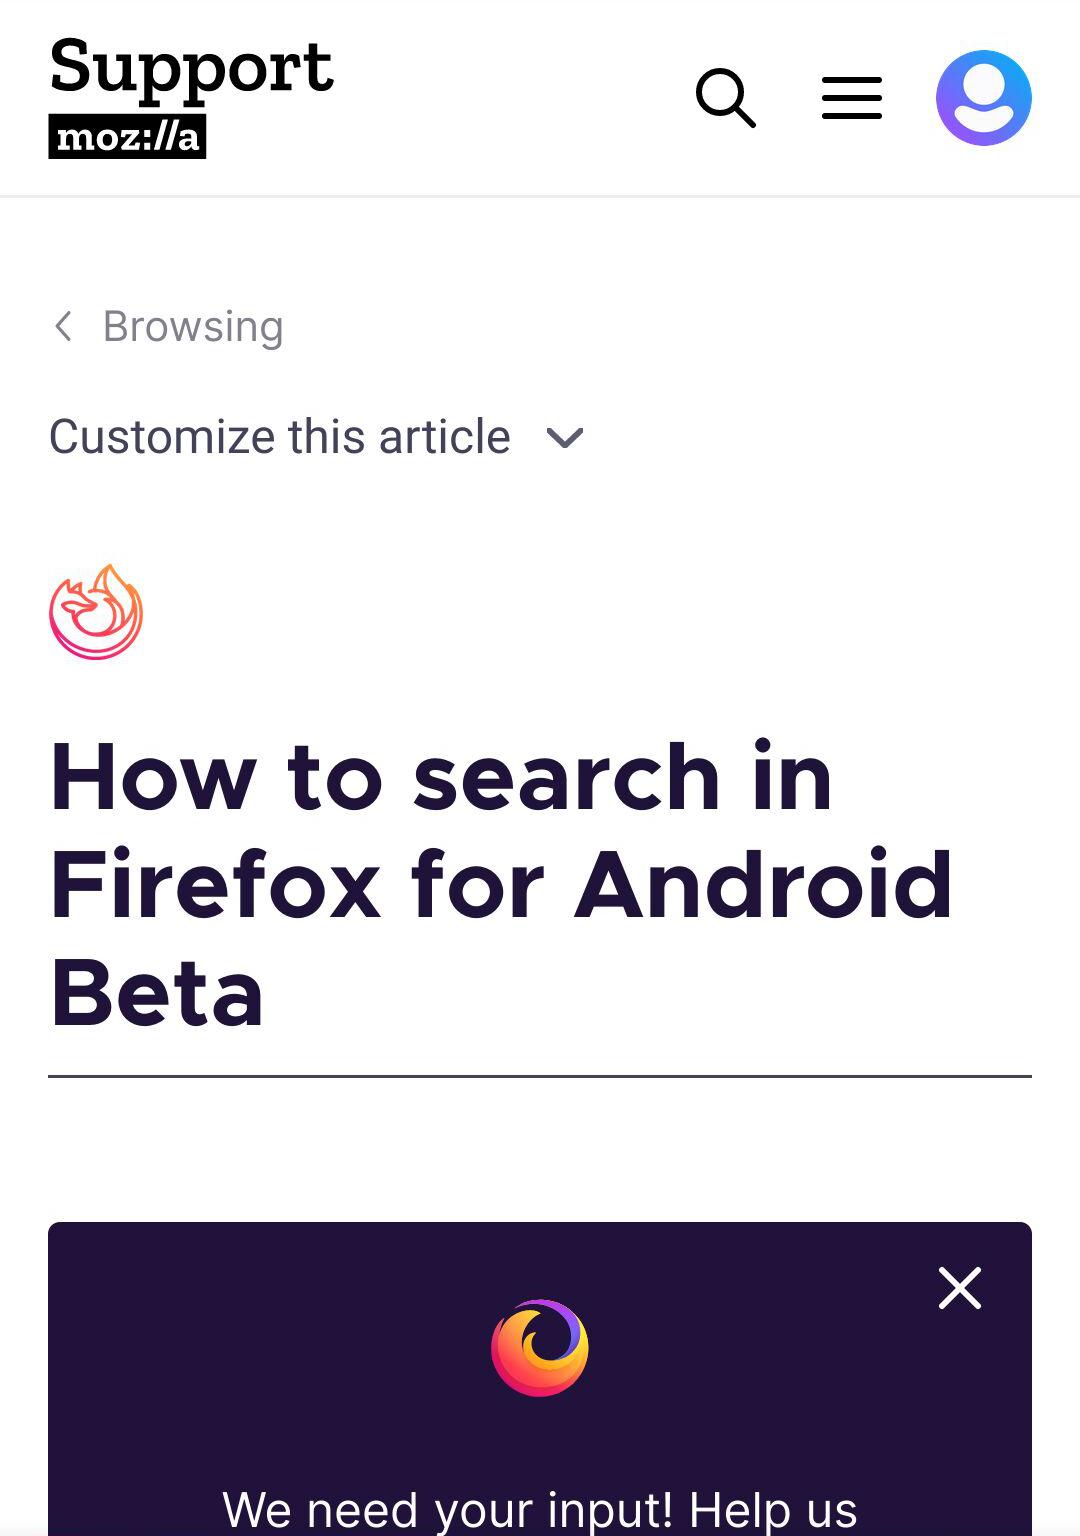 Support
moz://a
Browsing
Customize this article
How to search in
Firefox for Android
Beta
We need your input! Help us